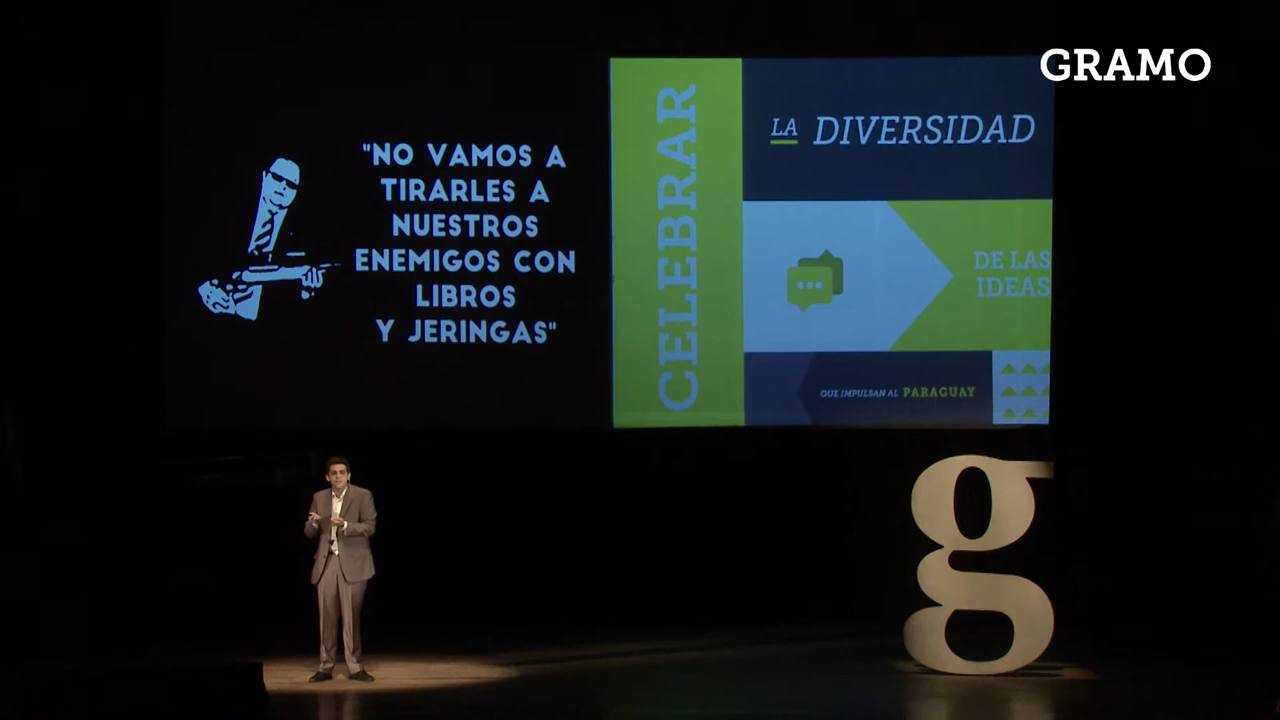 GRAMO
"NO VAMOS A
TIRARLES A
NUESTROS
ENEMIGOS CON
LIBROS
Y JERINGAS"
CELEBRAR
LA DIVERSIDAD
DE LAS
IDEAS
QUE IMPULSAN AL PARAGUAY
g